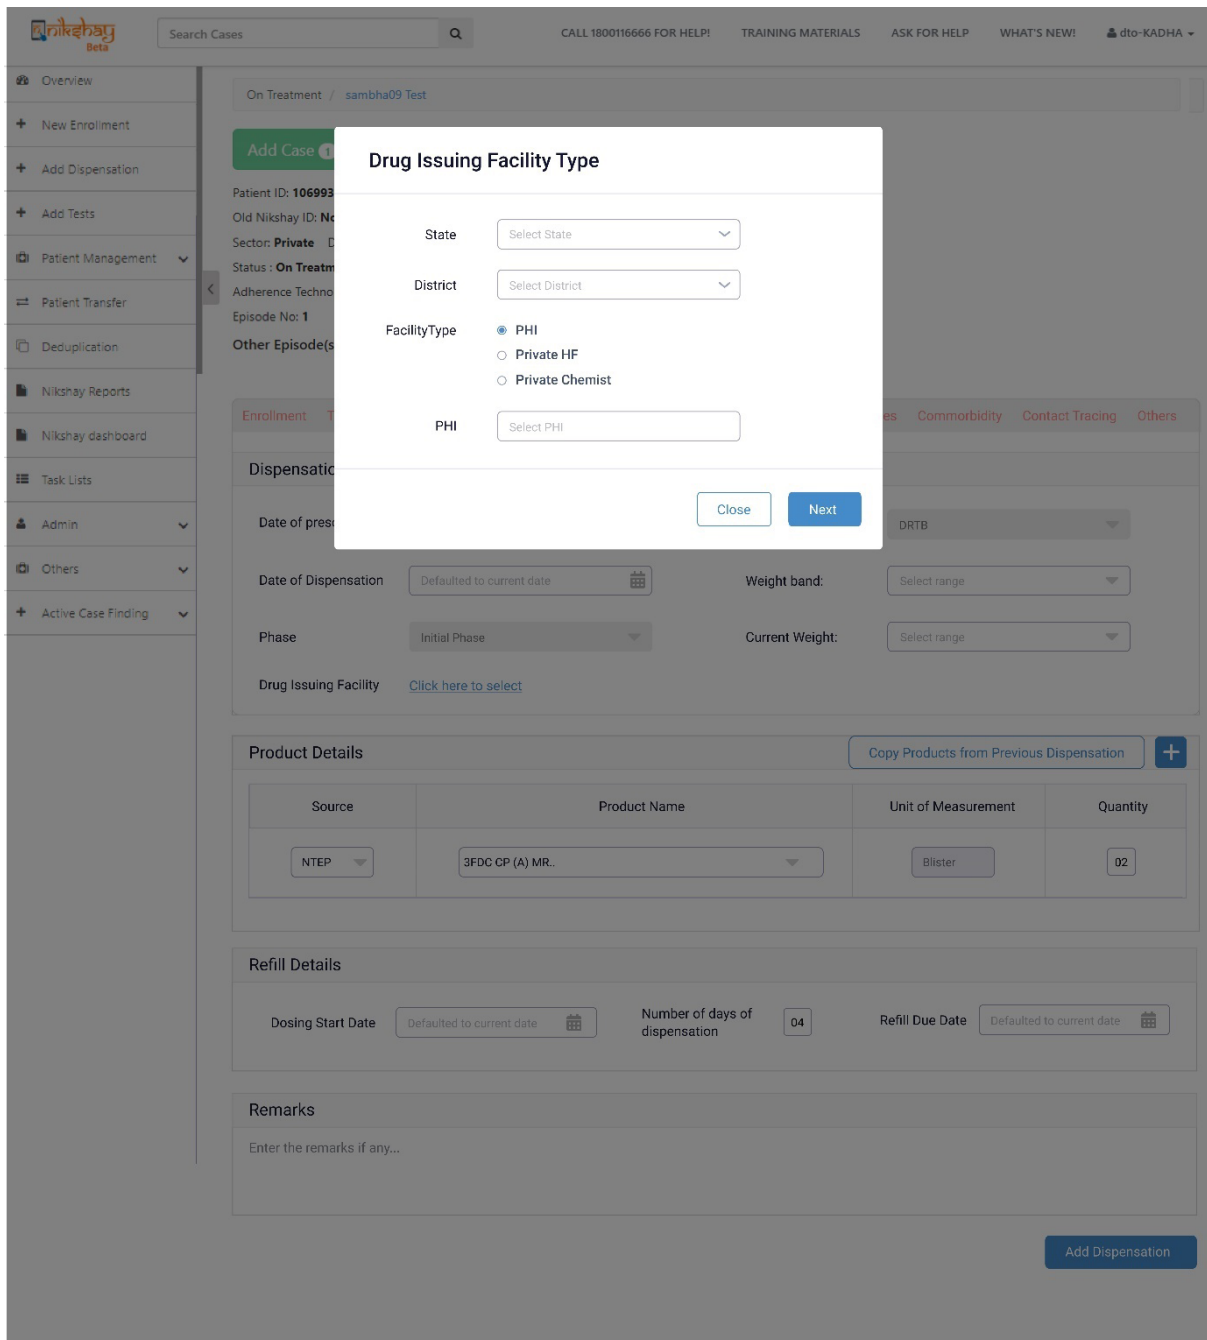 nikshay
Beta
Search Cases
CALL 1800116666 FOR HELP!
TRAINING MATERIALS
ASK FOR HELP
WHAT'S NEW!
dto-KADHA
Overview
New Enrollment
Add Dispensation
Add Tests
Patient Management
Patient Transfer
Deduplication
Nikshay Reports
Nikshay dashboard
Task Lists
Admin
Others
Active Case Finding
On Treatment / sambha09 Test
Add Case 1
Patient ID: 106993
Old Nikshay ID:
Sector: Private
Status : On Treatm
Adherence Techno
Episode No: 1
Other Episode(s
Drug Issuing Facility Type
State Select State
District Select District
FacilityType PHI
Private HF
Private Chemist
PHI Select PHI
Close Next
Enrollment T es Commorbidity Contact Tracing Others
Dispensatio
Date of presc DRTB
Date of Dispensation Defaulted to current date Weight band: Select range
Phase Initial Phase Current Weight: Select range
Drug Issuing Facility Click here to select
Product Details Copy Products from Previous Dispensation +
Source Product Name Unit of Measurement Quantity
NTEP 3FDC CP (A) MR.. Blister 02
Refill Details
Dosing Start Date Defaulted to current date Number of days of
dispensation 04 Refill Due Date Defaulted to current date
Remarks
Enter the remarks if any...
Add Dispensation